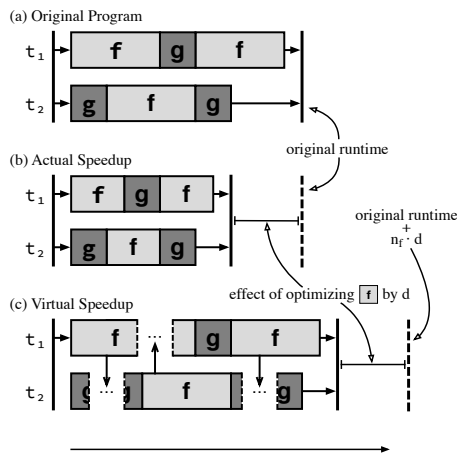 (a) Original Program
t₁ f g f
t₂ g f g
original runtime
(b) Actual Speedup
t₁ f g f
t₂ g f g
original runtime
+
n_f · d
effect of optimizing f by d
(c) Virtual Speedup
t₁ f ... g f
t₂ g ... g f ... g